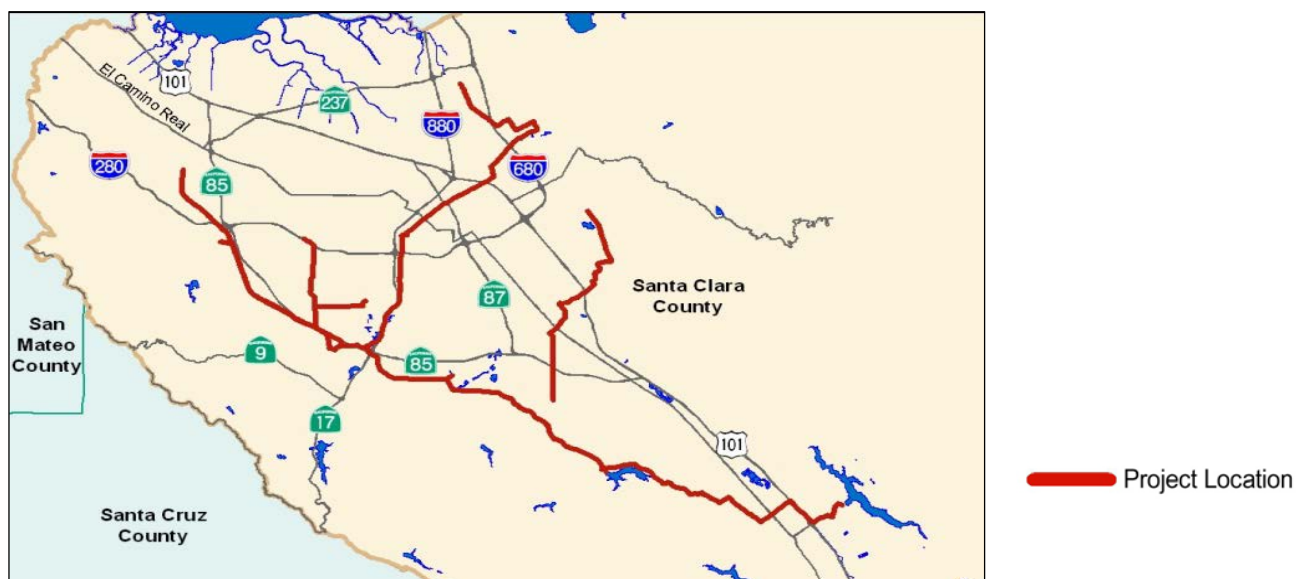 101
El Camino Real
237
880
280
85
680
Santa Clara
County
87
San
Mateo
County
9
85
17
101
Project Location
Santa Cruz
County